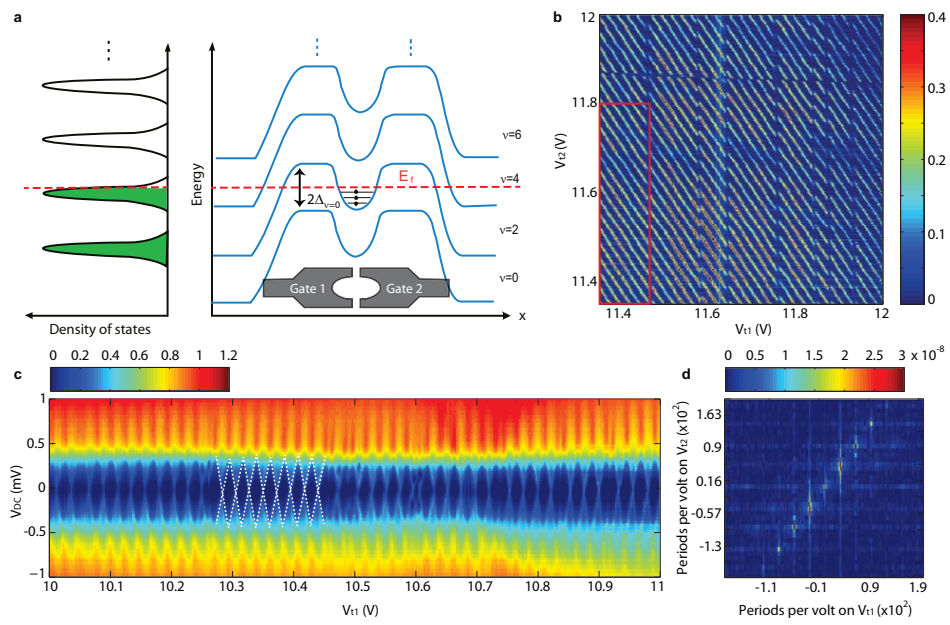 a
Energy
E_f
2Δ_ν=0
ν=6
ν=4
ν=2
ν=0
Gate 1
Gate 2
Density of states
x
b
V_t2 (V)
12
11.8
11.6
11.4
11.4
11.6
11.8
12
V_t1 (V)
0.4
0.3
0.2
0.1
0
c
0 0.2 0.4 0.6 0.8 1 1.2
V_DC (mV)
1
0.5
0
−0.5
−1
10 10.1 10.2 10.3 10.4 10.5 10.6 10.7 10.8 10.9 11
V_t1 (V)
d
0 0.5 1 1.5 2 2.5 3 x 10^-8
Periods per volt on V_t2 (x10^2)
1.63
0.9
0.16
-0.57
-1.3
-1.1 -0.1 0.9 1.9
Periods per volt on V_t1 (x10^2)